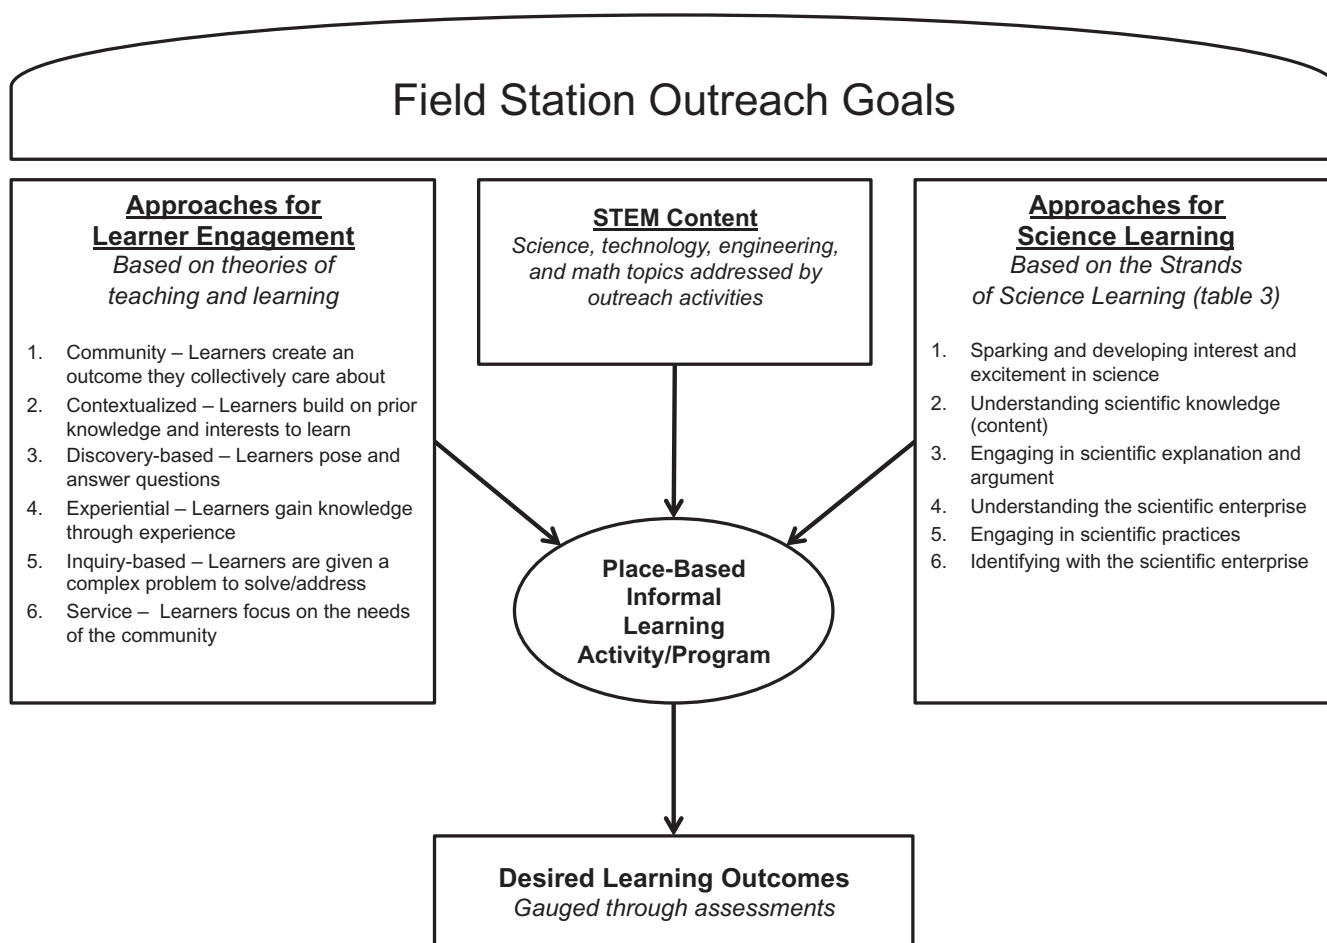 Field Station Outreach Goals
Approaches for
Learner Engagement
Based on theories of
teaching and learning
1. Community – Learners create an
outcome they collectively care about
2. Contextualized – Learners build on prior
knowledge and interests to learn
3. Discovery-based – Learners pose and
answer questions
4. Experiential – Learners gain knowledge
through experience
5. Inquiry-based – Learners are given a
complex problem to solve/address
6. Service – Learners focus on the needs
of the community
STEM Content
Science, technology, engineering,
and math topics addressed by
outreach activities
Approaches for
Science Learning
Based on the Strands
of Science Learning (table 3)
1. Sparking and developing interest and
excitement in science
2. Understanding scientific knowledge
(content)
3. Engaging in scientific explanation and
argument
4. Understanding the scientific enterprise
5. Engaging in scientific practices
6. Identifying with the scientific enterprise
Place-Based
Informal
Learning
Activity/Program
Desired Learning Outcomes
Gauged through assessments